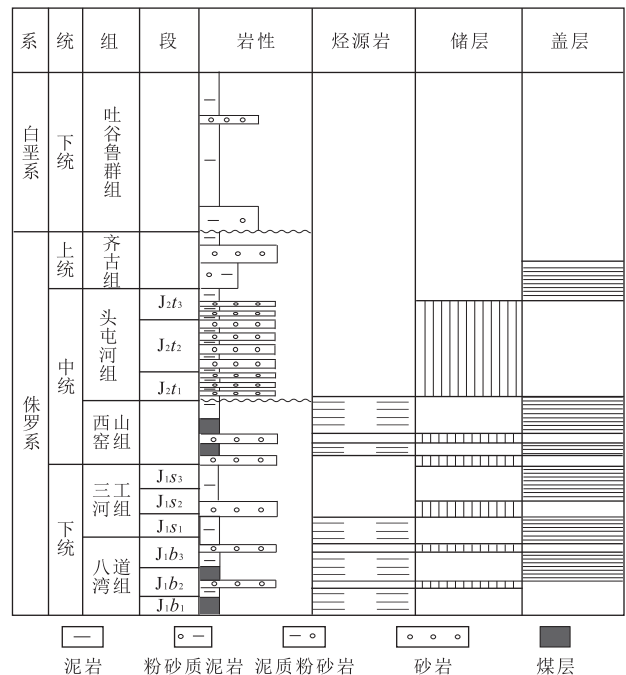 系 统 组 段 岩性 烃源岩 储层 盖层
白垩系
下统
吐谷鲁群组
侏罗系
上统
齐古组
中统
头屯河组
J₂t₃
J₂t₂
J₂t₁
西山
窑组
下统
三工
河组
J₁s₃
J₁s₂
J₁s₁
八道
湾组
J₁b₃
J₁b₂
J₁b₁
泥岩 粉砂质泥岩 泥质粉砂岩 砂岩 煤层